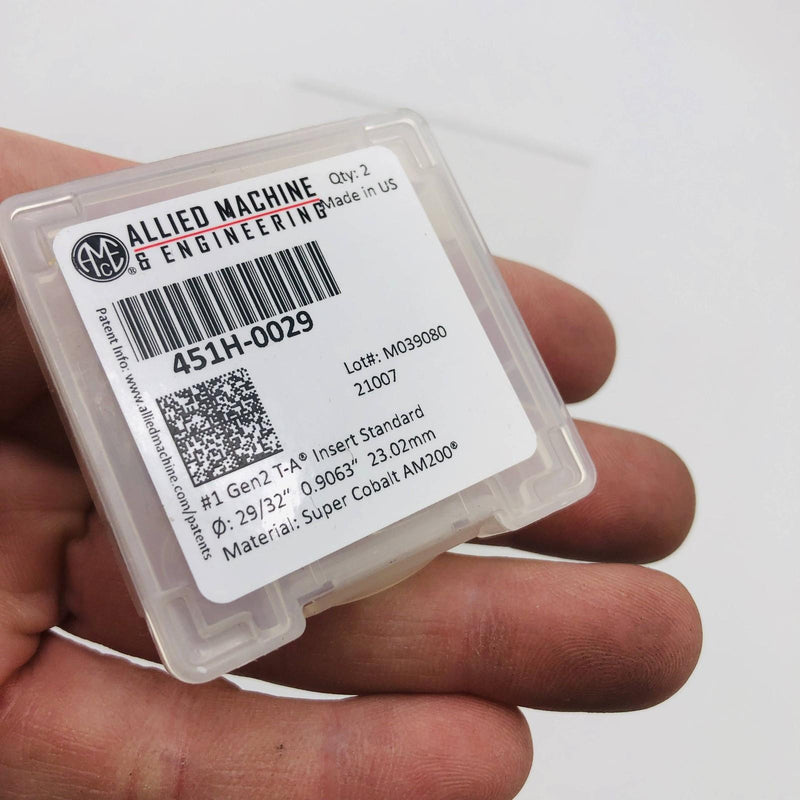 ALLIED MACHINE
& ENGINEERING
AMEC®
Qty: 2
Made in US
451H-0029
Patent Info: www.alliedmachine.com/patents
Lot#: M039080
21007
#1 Gen2 T-A® Insert Standard
Ø: 29/32“ 0.9063“ 23.02mm
Material: Super Cobalt AM200®